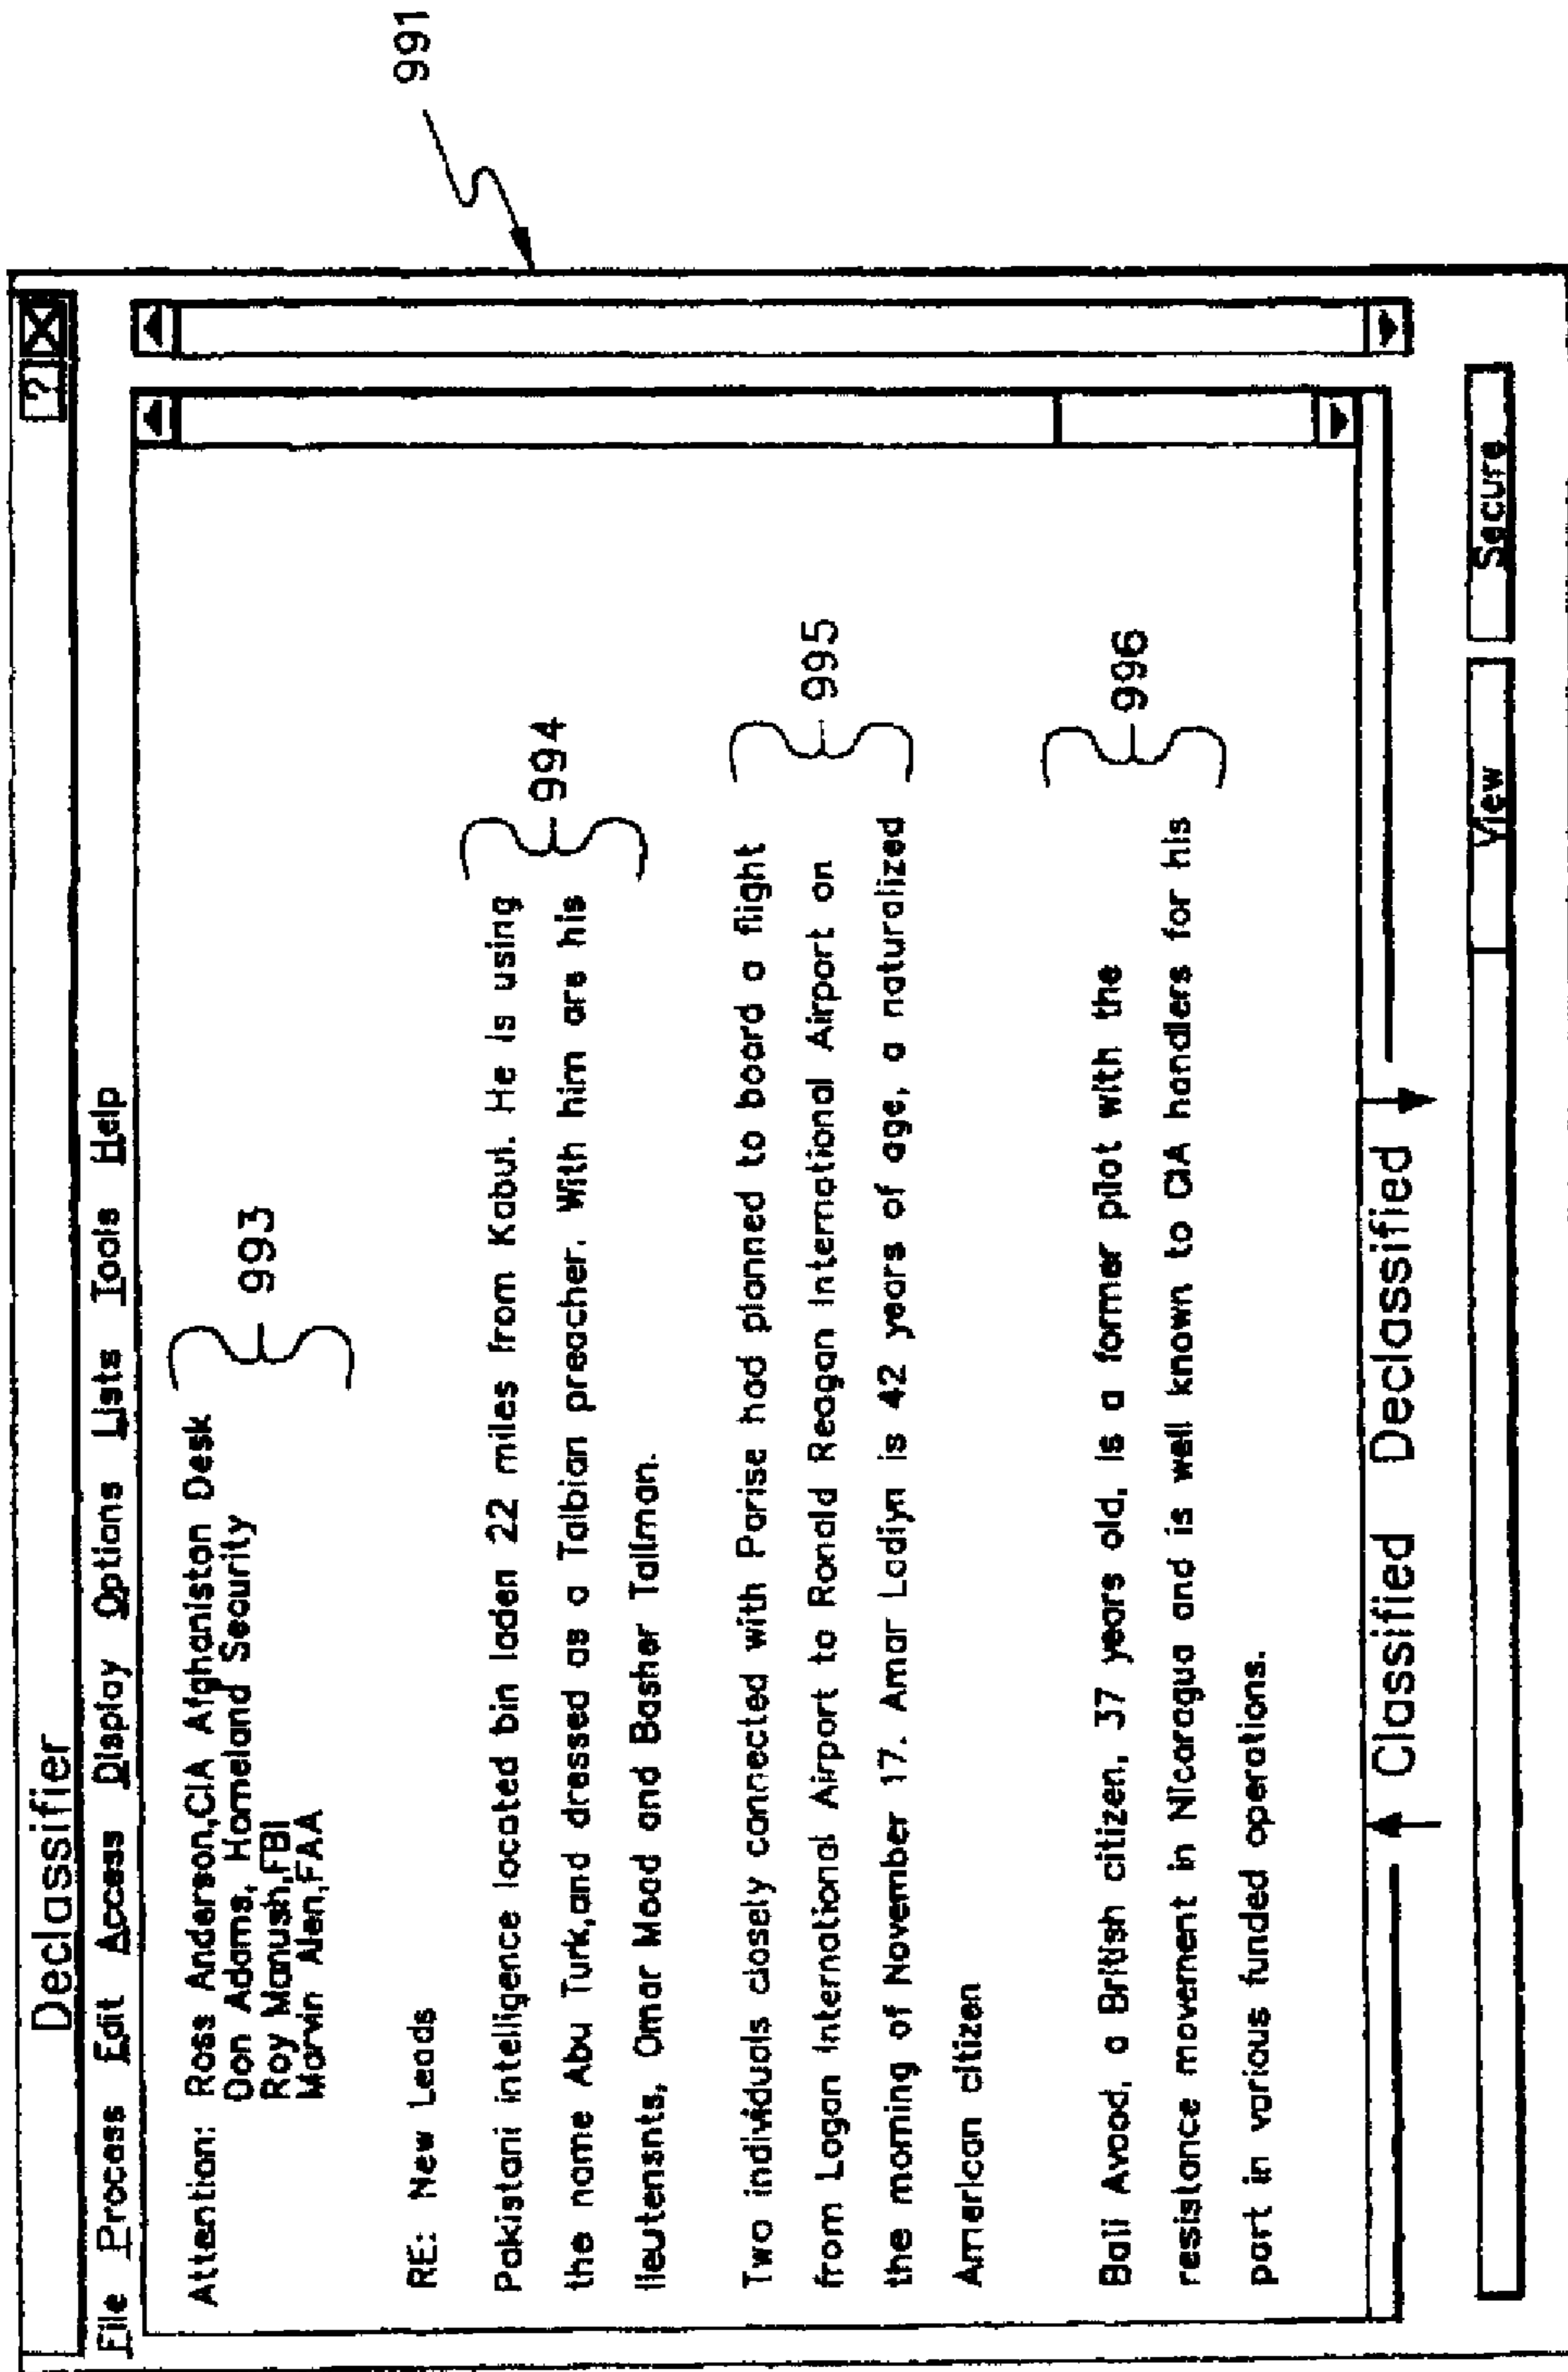 Declassifier
? X
File Process Edit Access Display Options Lists Tools Help
Attention: Ross Anderson,CIA Afghanistan Desk
Don Adams, Homeland Security
Roy Manush,FBI
Marvin Alen,FAA
993
RE: New Leads
Pakistani intelligence located bin laden 22 miles from Kabul. He is using
the name Abu Turk,and dressed as a Talbian preacher. With him are his
lieutensnts, Omar Mood and Basher Tallman.
994
Two individuals closely connected with Parise had planned to board a flight
from Logan International Airport to Ronald Reagan International Airport on
the morning of November 17. Amar Ladiyn is 42 years of age, a naturalized
American citizen
995
Bali Avood, a British citizen, 37 years old, is a former pilot with the
resistance movement in Nicaragua and is well known to CIA handlers for his
part in various funded operations.
996
Classified Declassified
View Secure
991